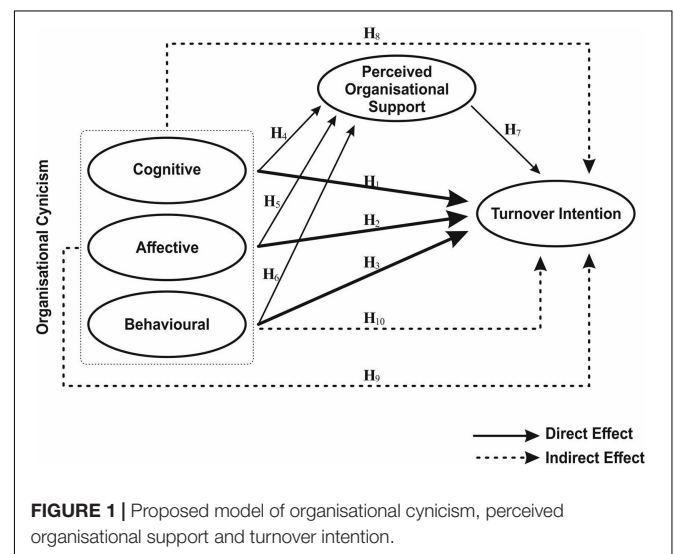 H8
Perceived
Organisational
Support
H4
H7
Organisational Cynicism
Cognitive
H1
H5
Turnover Intention
H2
Affective
H6
H3
Behavioural
H10
H9
Direct Effect
Indirect Effect
FIGURE 1 | Proposed model of organisational cynicism, perceived
organisational support and turnover intention.